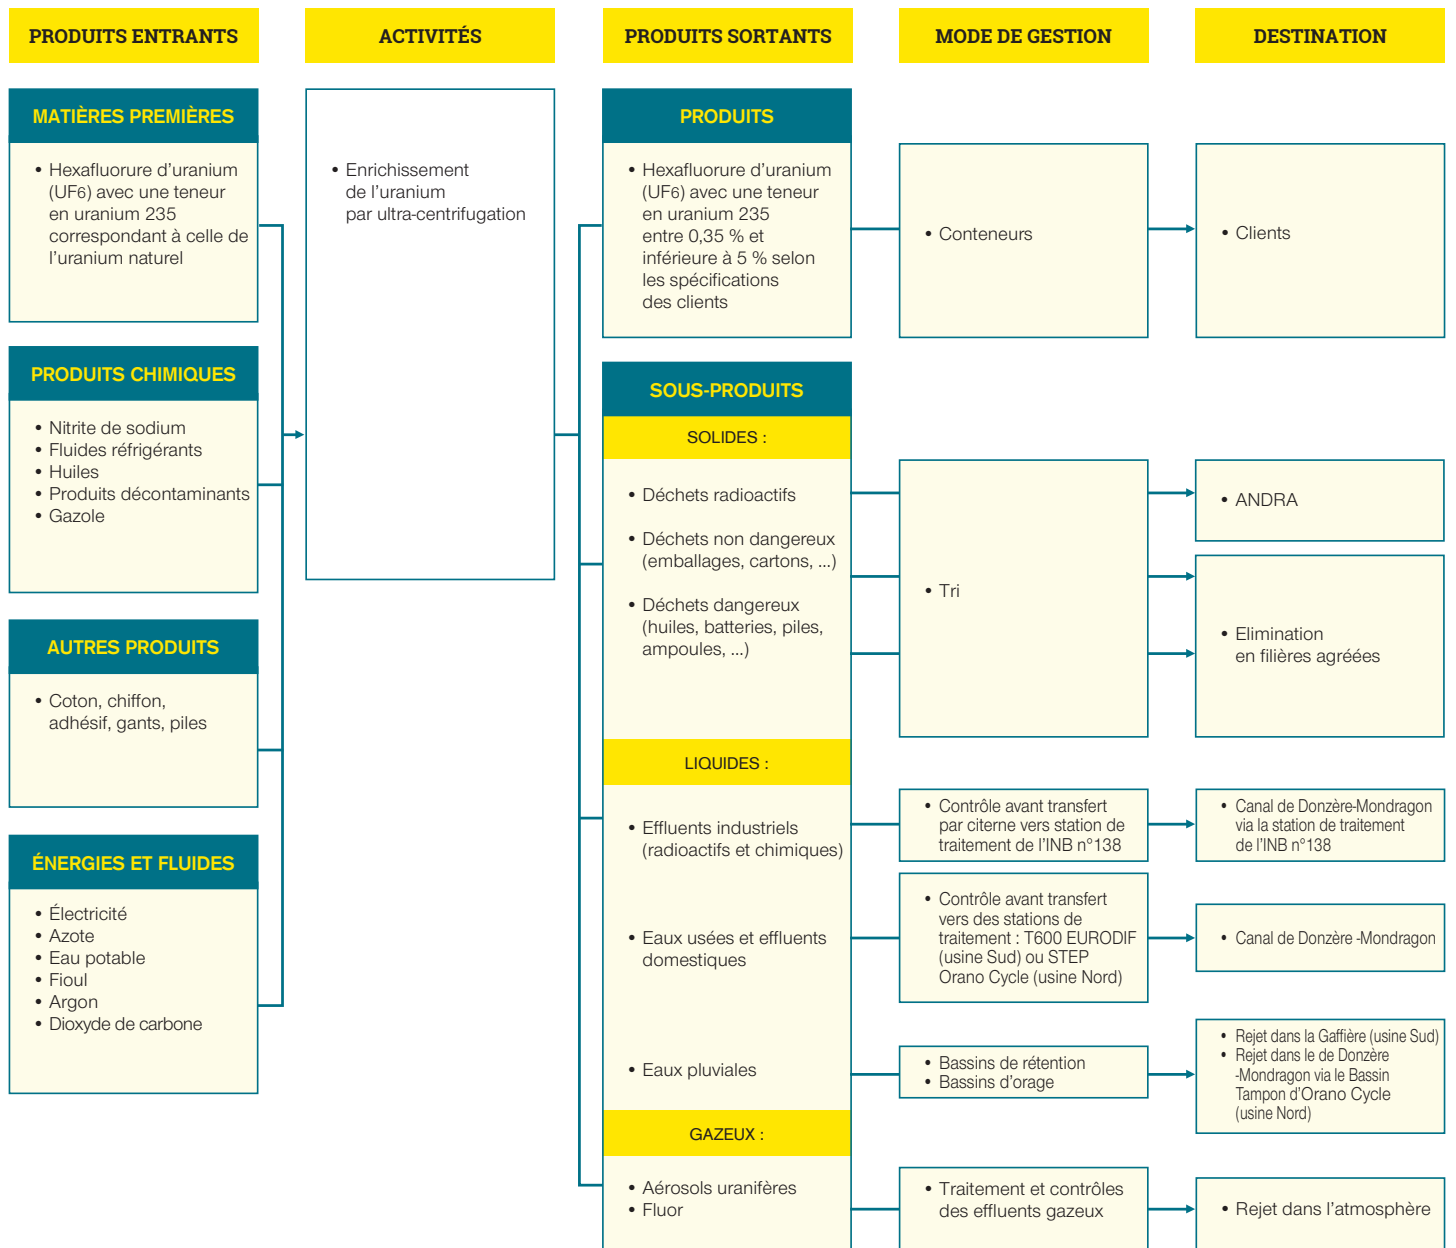 PRODUITS ENTRANTS
ACTIVITÉS
PRODUITS SORTANTS
MODE DE GESTION
DESTINATION
MATIÈRES PREMIÈRES
• Hexafluorure d’uranium
(UF6) avec une teneur
en uranium 235
correspondant à celle de
l’uranium naturel
PRODUITS CHIMIQUES
• Nitrite de sodium
• Fluides réfrigérants
• Huiles
• Produits décontaminants
• Gazole
AUTRES PRODUITS
• Coton, chiffon,
adhésif, gants, piles
ÉNERGIES ET FLUIDES
• Électricité
• Azote
• Eau potable
• Fioul
• Argon
• Dioxyde de carbone
• Enrichissement
de l’uranium
par ultra-centrifugation
PRODUITS
• Hexafluorure d’uranium
(UF6) avec une teneur
en uranium 235
entre 0,35 % et
inférieure à 5 % selon
les spécifications
des clients
• Conteneurs
• Clients
SOUS-PRODUITS
SOLIDES :
• Déchets radioactifs
• Déchets non dangereux
(emballages, cartons, ...)
• Déchets dangereux
(huiles, batteries, piles,
ampoules, ...)
• Tri
• ANDRA
• Elimination
en filières agréées
LIQUIDES :
• Effluents industriels
(radioactifs et chimiques)
• Contrôle avant transfert
par citerne vers station de
traitement de l’INB n°138
• Canal de Donzère-Mondragon
via la station de traitement
de l’INB n°138
• Eaux usées et effluents
domestiques
• Contrôle avant transfert
vers des stations de
traitement : T600 EURODIF
(usine Sud) ou STEP
Orano Cycle (usine Nord)
• Canal de Donzère -Mondragon
• Eaux pluviales
• Bassins de rétention
• Bassins d’orage
• Rejet dans la Gaffière (usine Sud)
• Rejet dans le de Donzère
-Mondragon via le Bassin
Tampon d’Orano Cycle
(usine Nord)
GAZEUX :
• Aérosols uranifères
• Fluor
• Traitement et contrôles
des effluents gazeux
• Rejet dans l’atmosphère